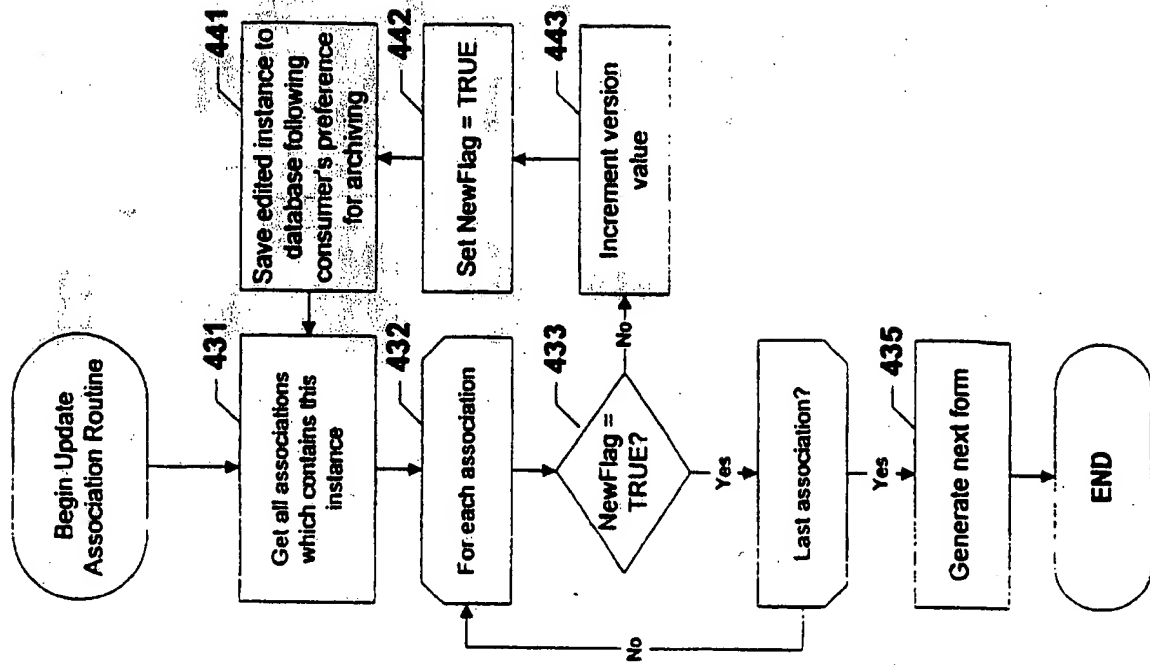 Begin Update
Association Routine
431
Get all associations
which contains this
instance
432
For each association
433
NewFlag =
TRUE?
No
Yes
Last association?
No
Yes
435
Generate next form
END
441
Save edited instance to
database following
consumer's preference
for archiving
442
Set NewFlag = TRUE
443
Increment version
value